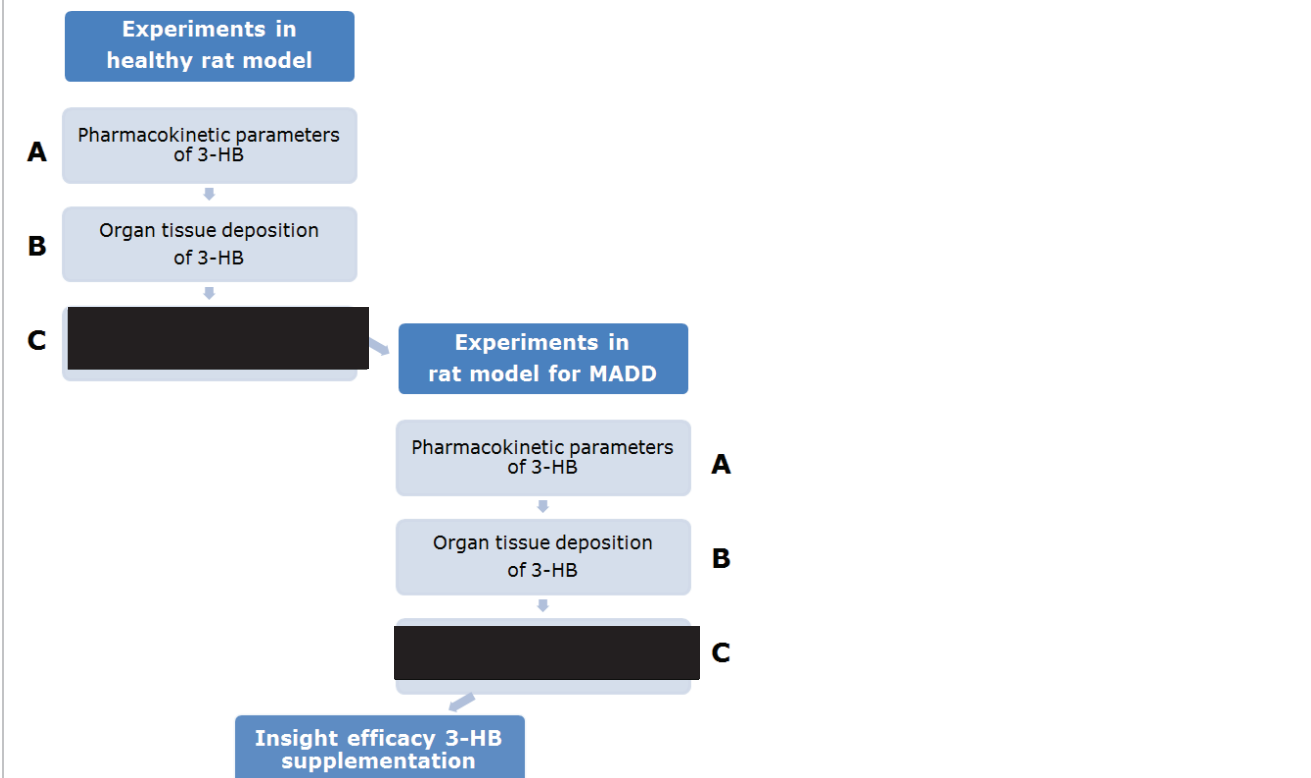 Experiments in
healthy rat model
A
Pharmacokinetic parameters
of 3-HB
B
Organ tissue deposition
of 3-HB
C
Experiments in
rat model for MADD
Pharmacokinetic parameters
of 3-HB
A
Organ tissue deposition
of 3-HB
B
C
Insight efficacy 3-HB
supplementation